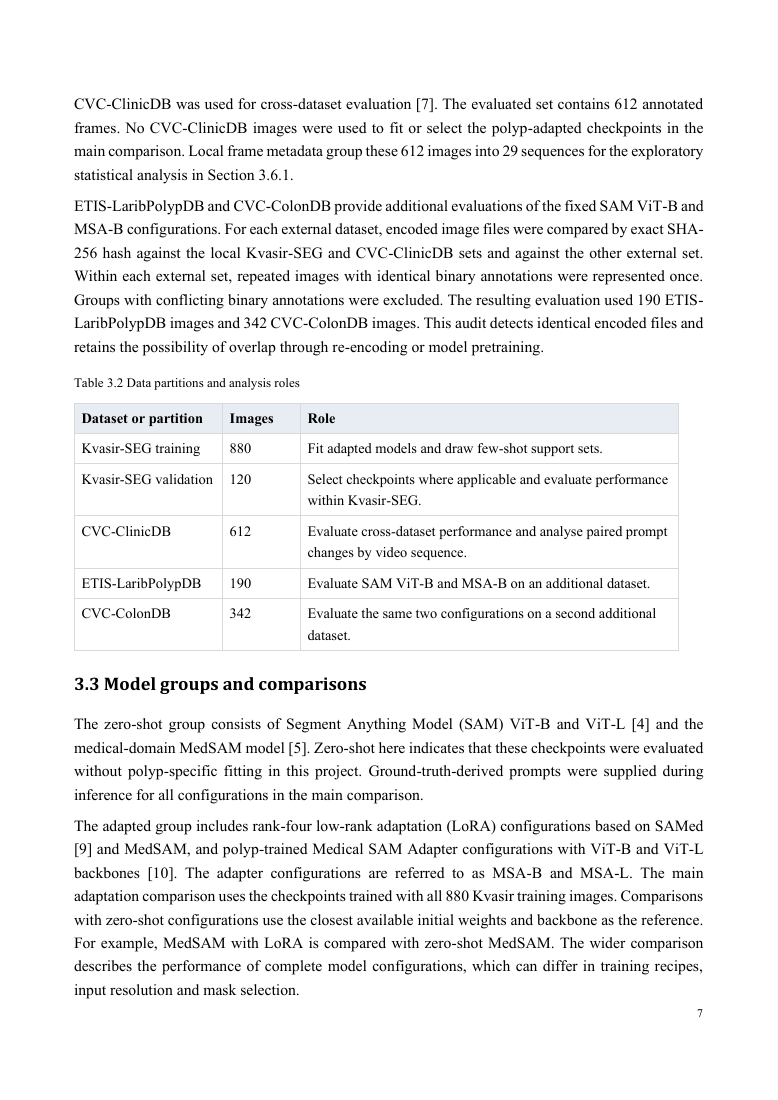 CVC-ClinicDB was used for cross-dataset evaluation [7]. The evaluated set contains 612 annotated
frames. No CVC-ClinicDB images were used to fit or select the polyp-adapted checkpoints in the
main comparison. Local frame metadata group these 612 images into 29 sequences for the exploratory
statistical analysis in Section 3.6.1.
ETIS-LaribPolypDB and CVC-ColonDB provide additional evaluations of the fixed SAM ViT-B and
MSA-B configurations. For each external dataset, encoded image files were compared by exact SHA-
256 hash against the local Kvasir-SEG and CVC-ClinicDB sets and against the other external set.
Within each external set, repeated images with identical binary annotations were represented once.
Groups with conflicting binary annotations were excluded. The resulting evaluation used 190 ETIS-
LaribPolypDB images and 342 CVC-ColonDB images. This audit detects identical encoded files and
retains the possibility of overlap through re-encoding or model pretraining.
Table 3.2 Data partitions and analysis roles
Dataset or partition Images Role
Kvasir-SEG training 880 Fit adapted models and draw few-shot support sets.
Kvasir-SEG validation 120 Select checkpoints where applicable and evaluate performance
within Kvasir-SEG.
CVC-ClinicDB 612 Evaluate cross-dataset performance and analyse paired prompt
changes by video sequence.
ETIS-LaribPolypDB 190 Evaluate SAM ViT-B and MSA-B on an additional dataset.
CVC-ColonDB 342 Evaluate the same two configurations on a second additional
dataset.
3.3 Model groups and comparisons
The zero-shot group consists of Segment Anything Model (SAM) ViT-B and ViT-L [4] and the
medical-domain MedSAM model [5]. Zero-shot here indicates that these checkpoints were evaluated
without polyp-specific fitting in this project. Ground-truth-derived prompts were supplied during
inference for all configurations in the main comparison.
The adapted group includes rank-four low-rank adaptation (LoRA) configurations based on SAMed
[9] and MedSAM, and polyp-trained Medical SAM Adapter configurations with ViT-B and ViT-L
backbones [10]. The adapter configurations are referred to as MSA-B and MSA-L. The main
adaptation comparison uses the checkpoints trained with all 880 Kvasir training images. Comparisons
with zero-shot configurations use the closest available initial weights and backbone as the reference.
For example, MedSAM with LoRA is compared with zero-shot MedSAM. The wider comparison
describes the performance of complete model configurations, which can differ in training recipes,
input resolution and mask selection.
7